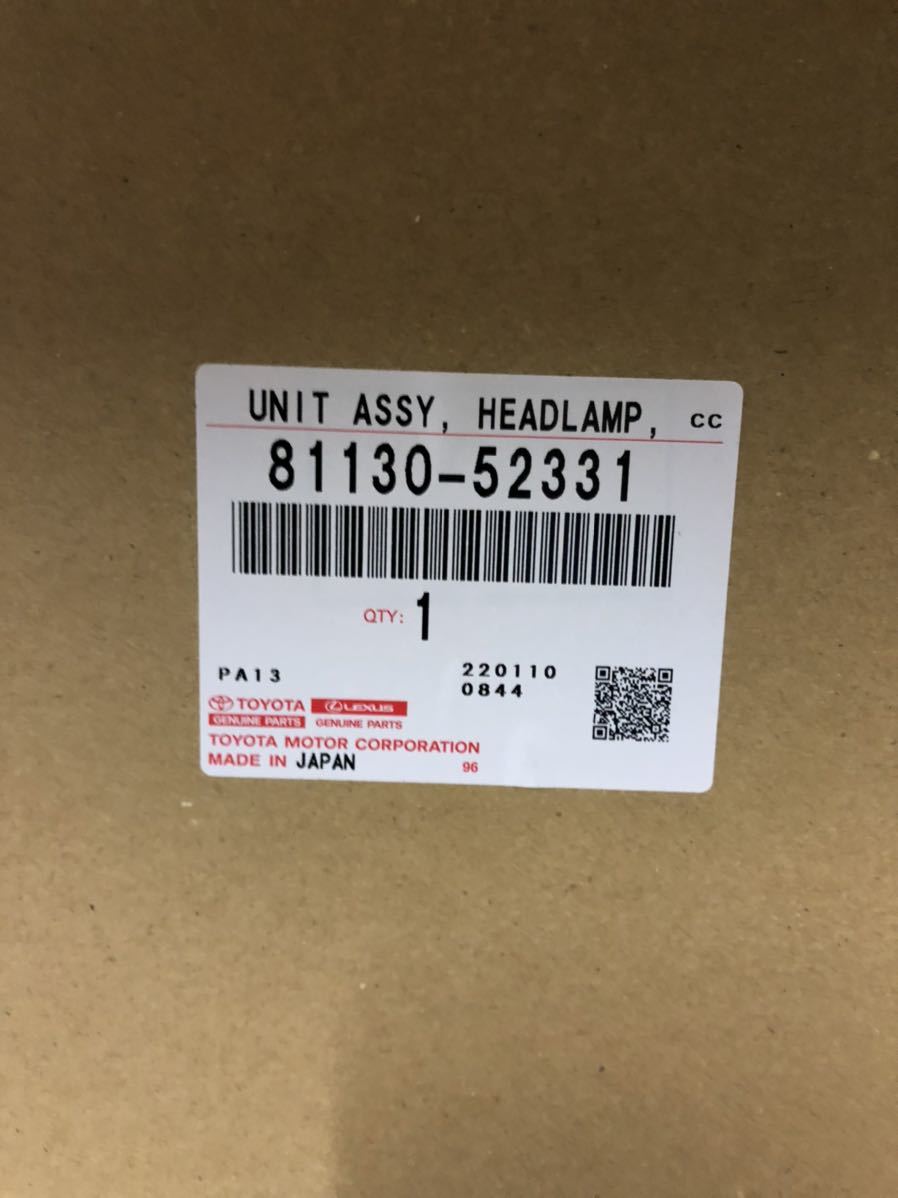 UNIT ASSY, HEADLAMP, CC
81130-52331
QTY: 1
PA13
220110
0844
TOYOTA LEXUS
GENUINE PARTS GENUINE PARTS
TOYOTA MOTOR CORPORATION
MADE IN JAPAN 96